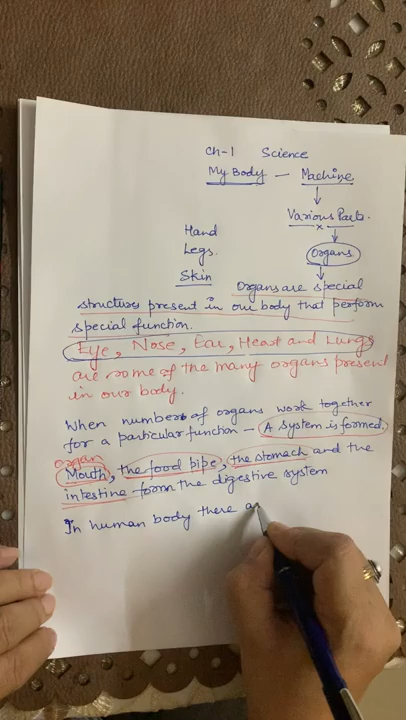 Ch-1 Science
My Body — Machine
Various Parts.
Hand
Legs.
Organs.
Skin
Organs are special
structures present in our body that perform
special function.
Eye, Nose, Ear, Heart and Lungs
are some of the many organs present
in our body.
When numbers of organs work together
for a particular function – A system is formed.
organ
Mouth, the food pipe, the stomach and the
intestine form the digestive system
In human body there a